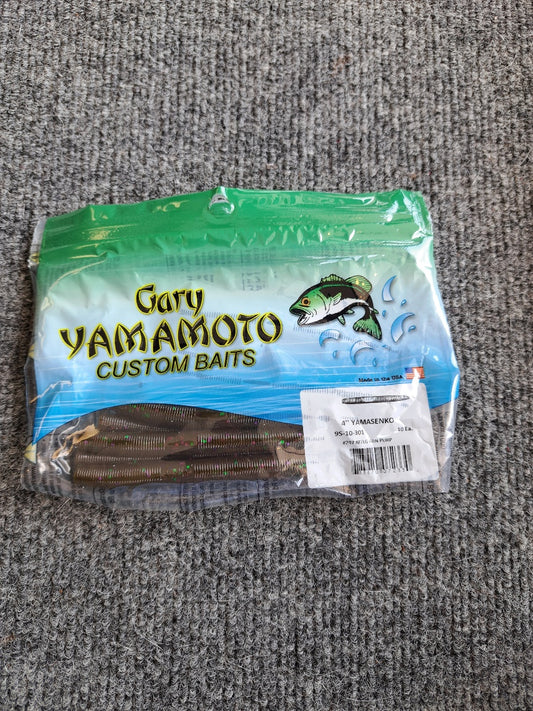 Gary
YAMAMOTO
CUSTOM BAITS
Made in the USA
4" YAMASENKO
9S-10-301 10 Ea.